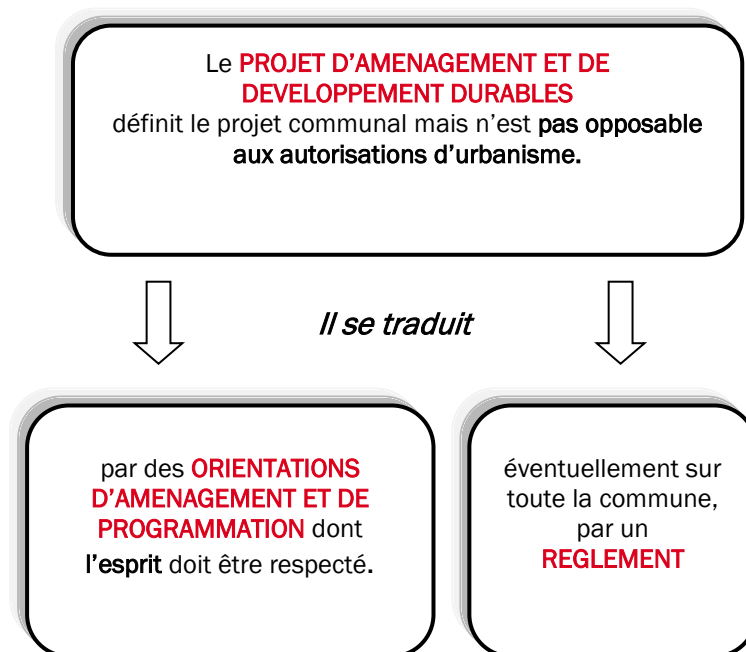 Le PROJET D'AMENAGEMENT ET DE
DEVELOPPEMENT DURABLES
définit le projet communal mais n'est pas opposable
aux autorisations d'urbanisme.
Il se traduit
par des ORIENTATIONS
D'AMENAGEMENT ET DE
PROGRAMMATION dont
l'esprit doit être respecté.
éventuellement sur
toute la commune,
par un
REGLEMENT